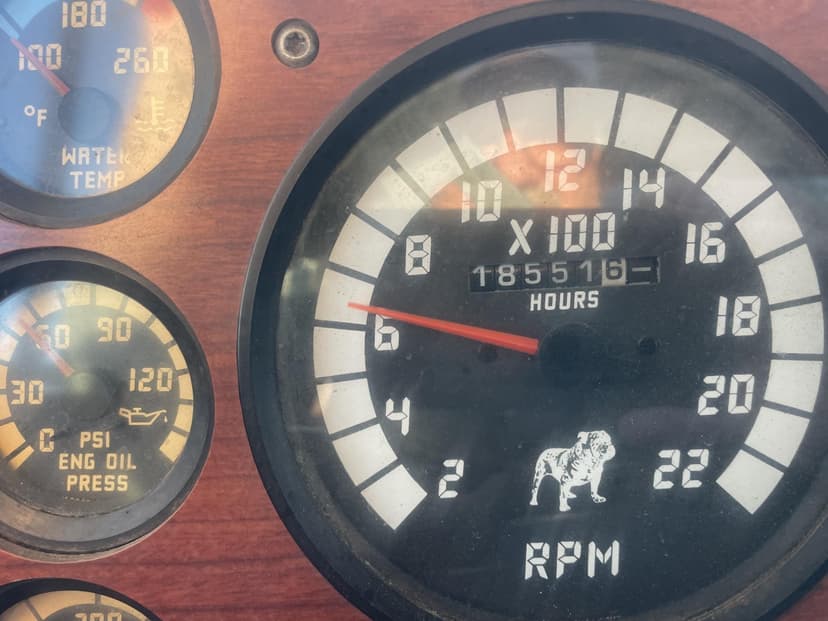 180
100 260
°F
WATER
TEMP
60 90
30 120
0 PSI
ENG OIL
PRESS
12
10 14
X100
8 16
185516
HOURS
6 18
4 20
2 22
RPM